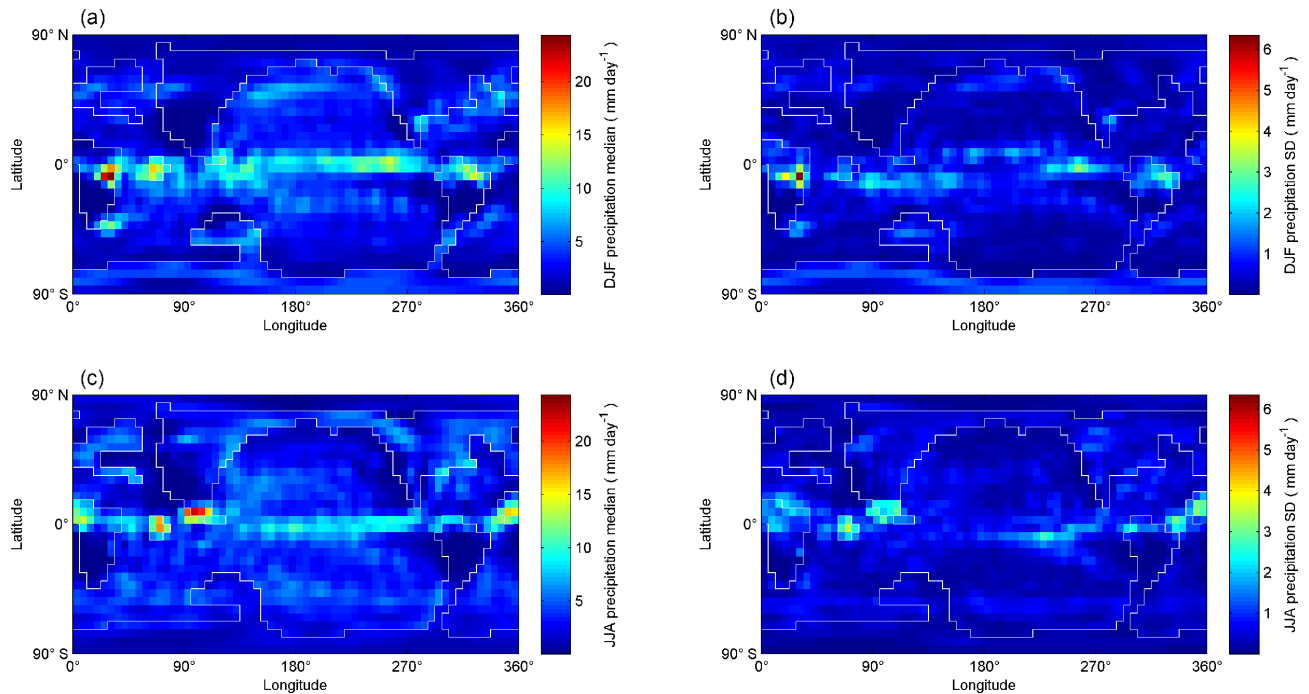 (a)
90° N
0°
90° S
Latitude
0° 90° 180° 270° 360°
Longitude
20
15
10
5
DJF precipitation median ( mm day⁻¹ )
(b)
90° N
0°
90° S
Latitude
0° 90° 180° 270° 360°
Longitude
6
5
4
3
2
1
DJF precipitation SD ( mm day⁻¹ )
(c)
90° N
0°
90° S
Latitude
0° 90° 180° 270° 360°
Longitude
20
15
10
5
JJA precipitation median ( mm day⁻¹ )
(d)
90° N
0°
90° S
Latitude
0° 90° 180° 270° 360°
Longitude
6
5
4
3
2
1
JJA precipitation SD ( mm day⁻¹ )